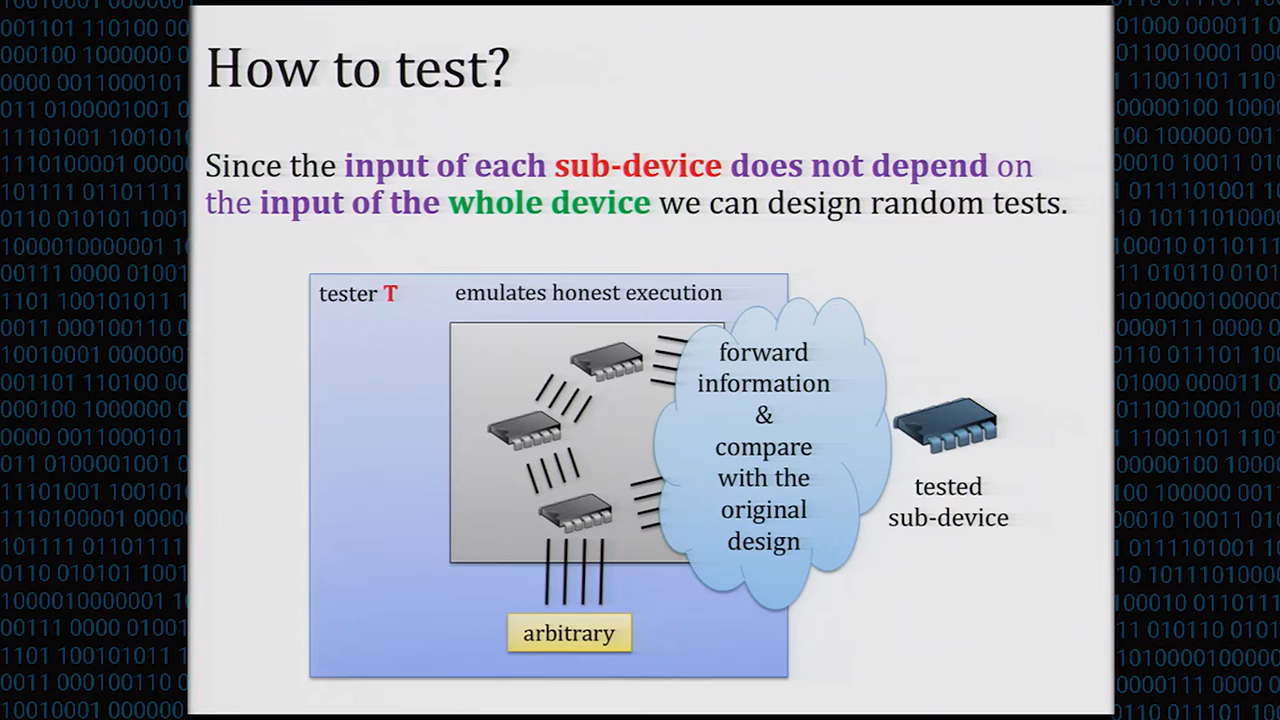 How to test?
Since the input of each sub-device does not depend on
the input of the whole device we can design random tests.
tester T
emulates honest execution
forward
information
&
compare
with the
original
design
tested
sub-device
arbitrary